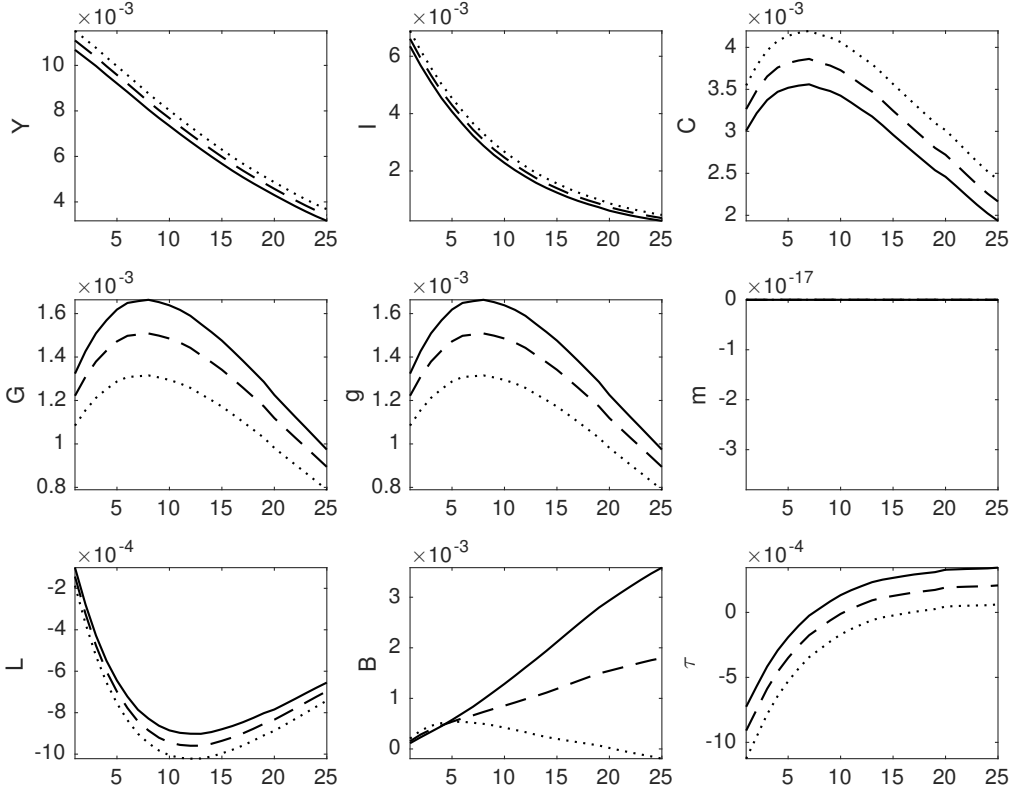 ×10⁻³ ×10⁻³ ×10⁻³
Y 10 8 6 4
5 10 15 20 25
I 6 4 2
5 10 15 20 25
C 4 3.5 3 2.5 2
5 10 15 20 25
×10⁻³ ×10⁻³ ×10⁻¹⁷
G 1.6 1.4 1.2 1 0.8
5 10 15 20 25
g 1.6 1.4 1.2 1 0.8
5 10 15 20 25
m 0 -1 -2 -3
5 10 15 20 25
×10⁻⁴ ×10⁻³ ×10⁻⁴
L -2 -4 -6 -8 -10
5 10 15 20 25
B 3 2 1 0
5 10 15 20 25
τ 0 -5 -10
5 10 15 20 25